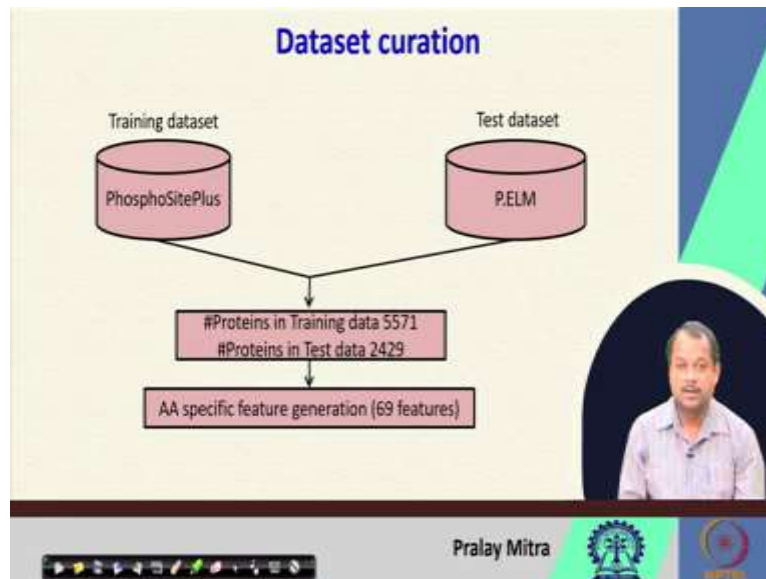 Dataset curation
Training dataset
Test dataset
PhosphoSitePlus
P.ELM
#Proteins in Training data 5571
#Proteins in Test data 2429
AA specific feature generation (69 features)
Pralay Mitra